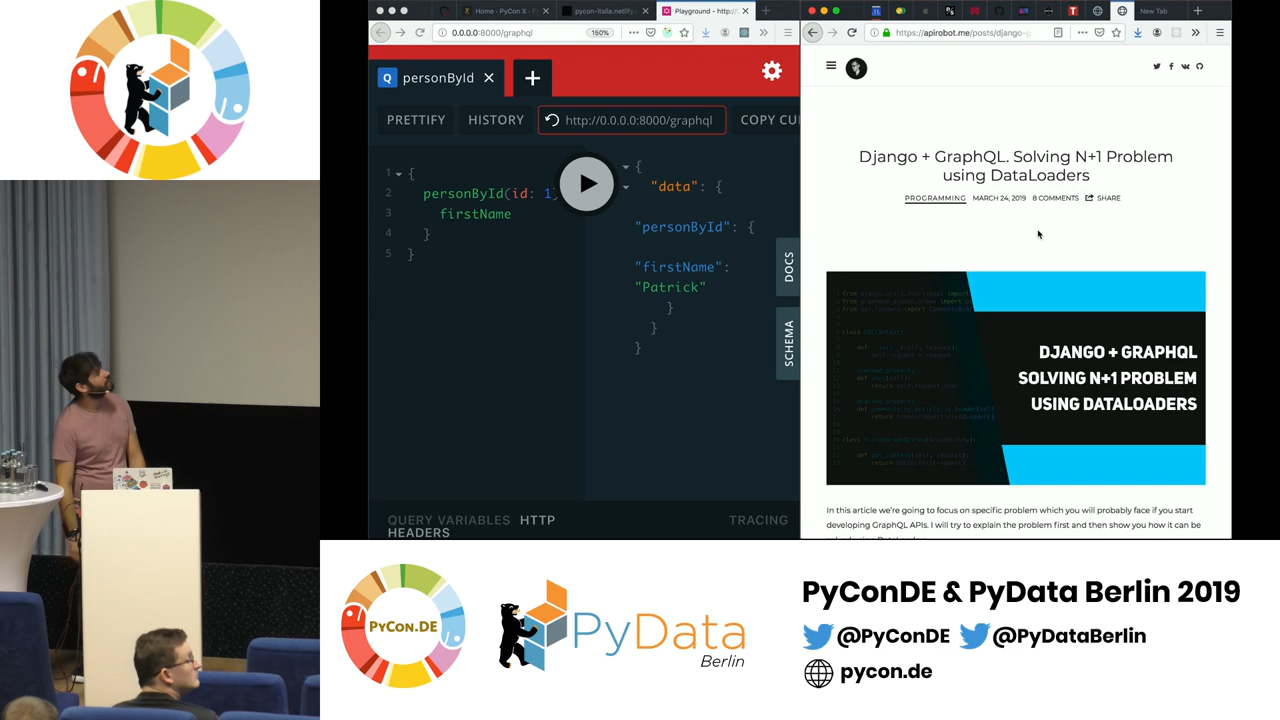 Home - PyCon X - F
pycon-italia.netlify.
Playground - http://
New Tab
0.0.0.0:8000/graphql
150%
https://apirobot.me/posts/django-g
Q personById
PRETTIFY
HISTORY
http://0.0.0.0:8000/graphql
COPY CU
1 {
2 personById(id: 1)
3 firstName
4 }
5 }
{
"data": {
"personById": {
"firstName":
"Patrick"
}
}
}
DOCS
SCHEMA
QUERY VARIABLES HTTP
HEADERS
TRACING
Django + GraphQL. Solving N+1 Problem
using DataLoaders
PROGRAMMING MARCH 24, 2019 8 COMMENTS SHARE
DJANGO + GRAPHQL
SOLVING N+1 PROBLEM
USING DATALOADERS
In this article we're going to focus on specific problem which you will probably face if you start
developing GraphQL APIs. I will try to explain the problem first and then show you how it can be
PyCon.DE
PyData
Berlin
PyConDE & PyData Berlin 2019
@PyConDE @PyDataBerlin
pycon.de